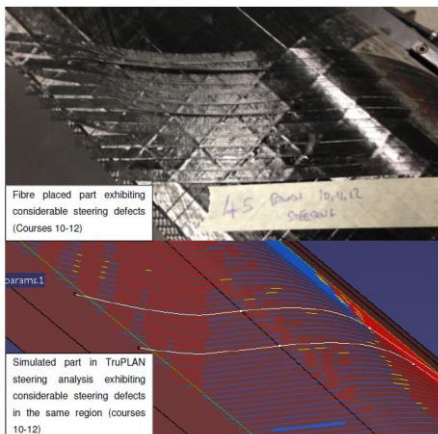 Fibre placed part exhibiting
considerable steering defects
(Courses 10-12)
45
10,11,12
STEERING
params.1
Simulated part in TruPLAN
steering analysis exhibiting
considerable steering defects
in the same region (courses
10-12)